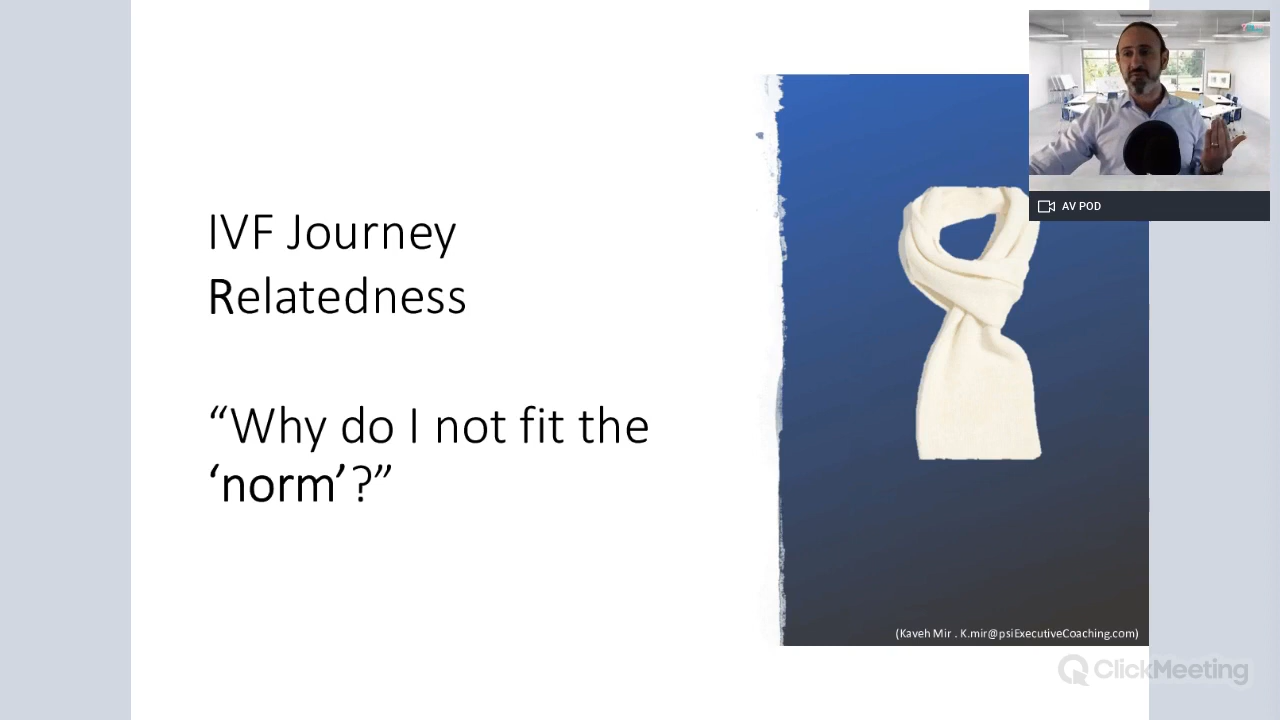 IVF Journey
Relatedness
“Why do I not fit the
‘norm’?”
AV POD
(Kaveh Mir . K.mir@psiExecutiveCoaching.com)
ClickMeeting